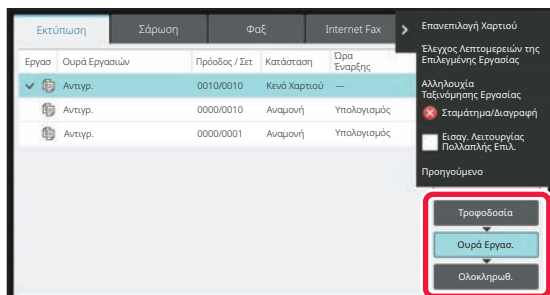 Εκτύπωση Σάρωση Φαξ Internet Fax
Εργασ Ουρά Εργασιών Πρόοδος / Σετ Κατάσταση Ώρα Έναρξης
Αντιγρ. 0010/0010 Κενό Χαρτιού ---
Αντιγρ. 0000/0010 Αναμονή Υπολογισμός
Αντιγρ. 0000/0001 Αναμονή Υπολογισμός
Επανεπιλογή Χαρτιού
Έλεγχος Λεπτομερειών της
Επιλεγμένης Εργασίας
Αλληλουχία
Ταξινόμησης Εργασίας
Σταμάτημα/Διαγραφή
Εισαγ. Λειτουργίας
Πολλαπλής Επιλ.
Προηγούμενο
Τροφοδοσία
Ουρά Εργασ.
Ολοκληρωθ.